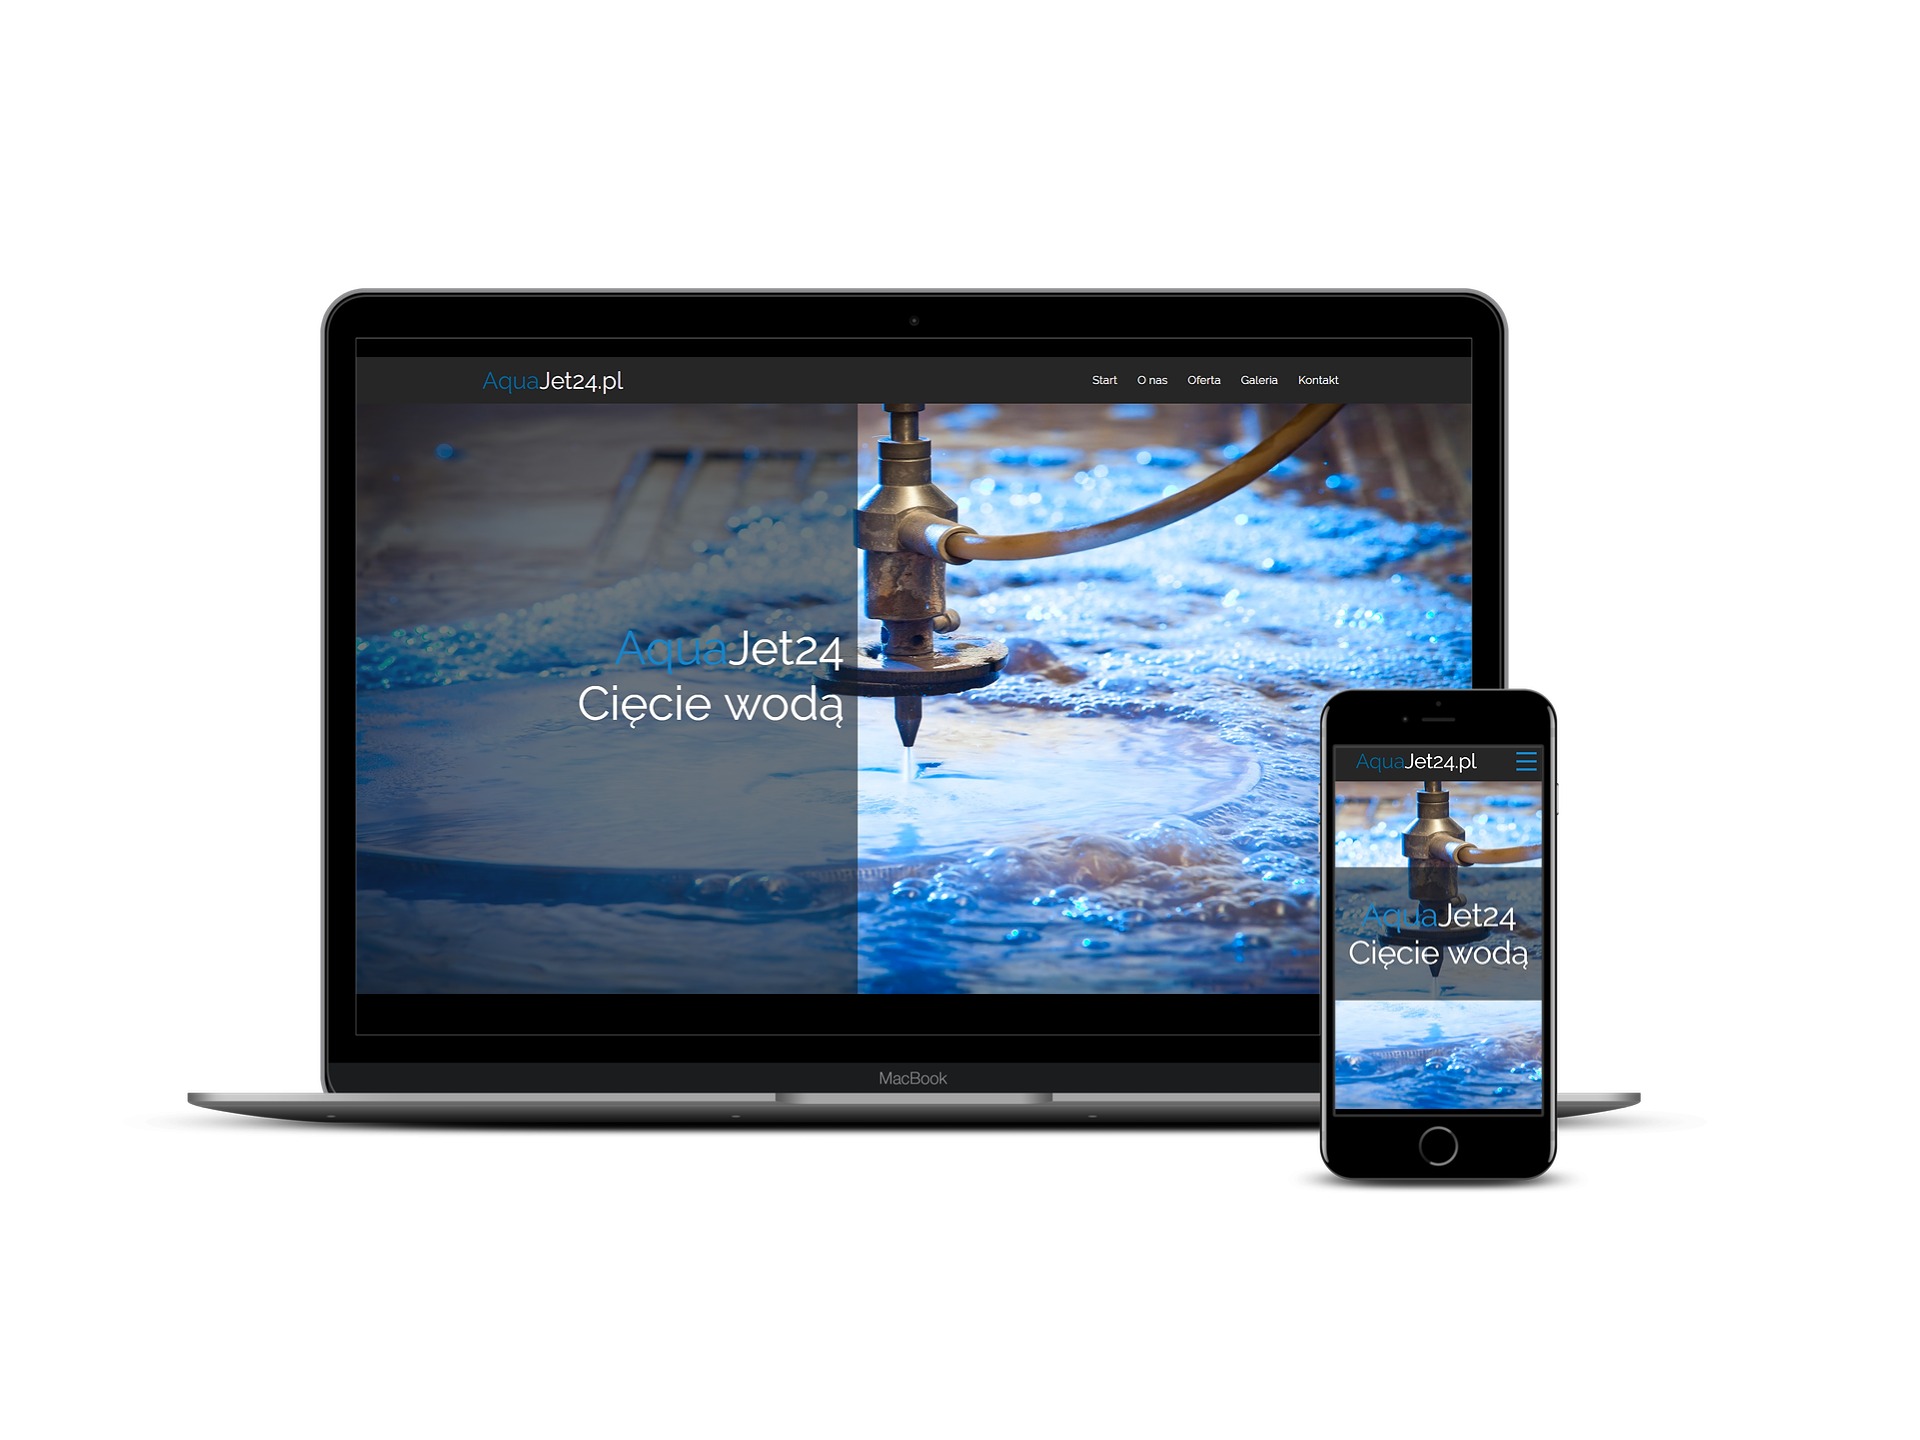 AquaJet24.pl
Start O nas Oferta Galeria Kontakt
AquaJet24
Cięcie wodą
MacBook
AquaJet24.pl
AquaJet24
Cięcie wodą